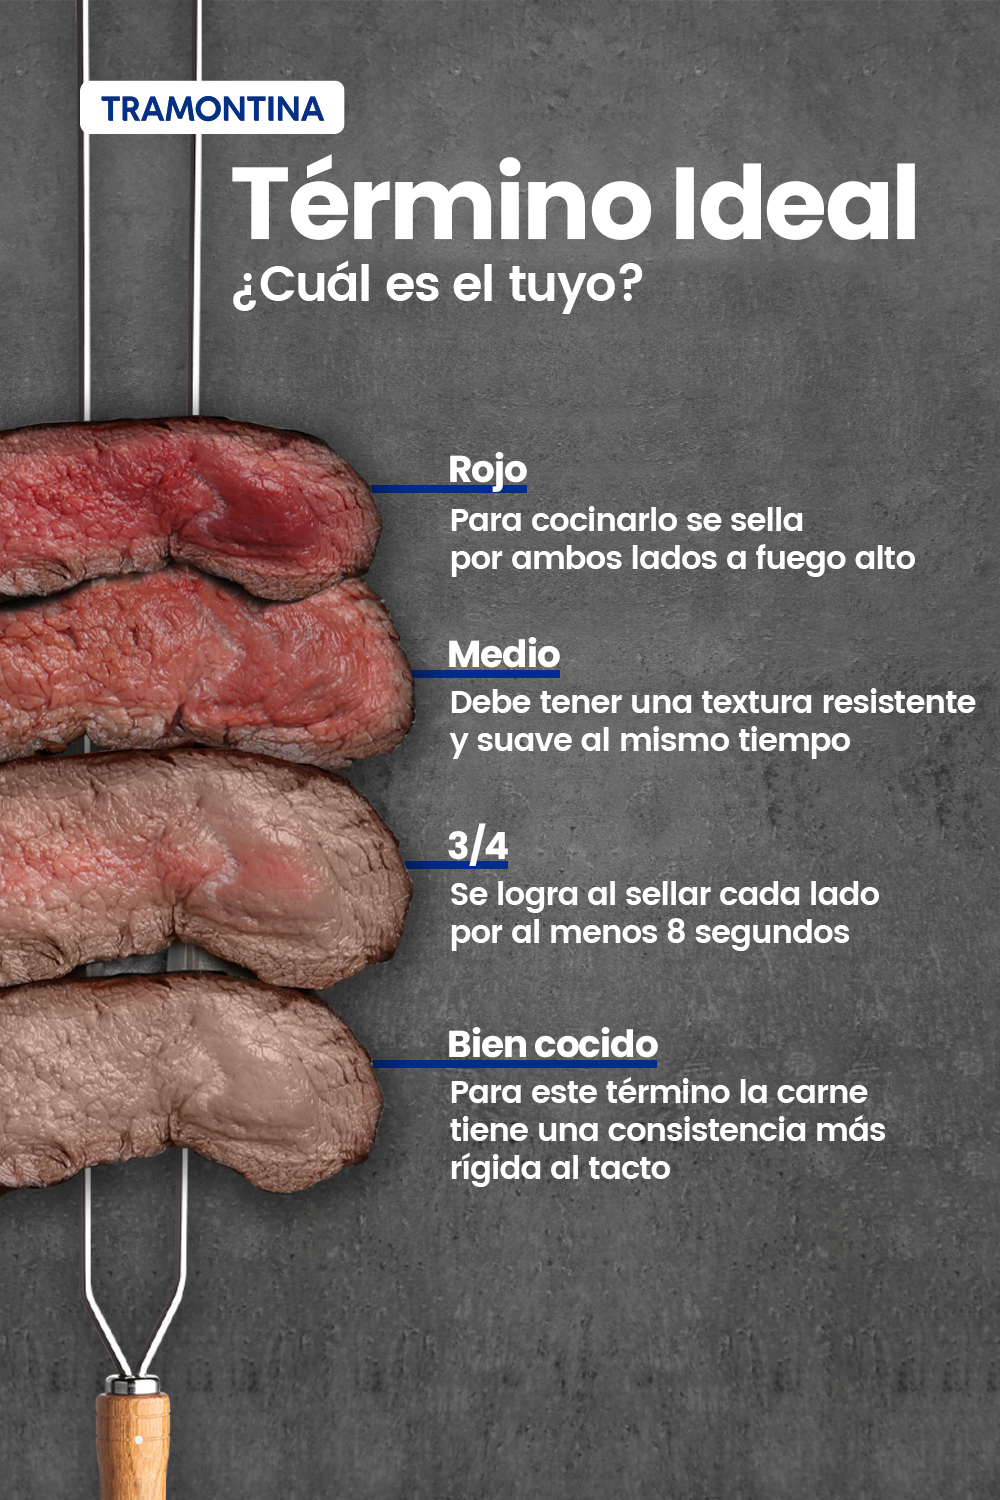 TRAMONTINA
Término Ideal
¿Cuál es el tuyo?
Rojo
Para cocinarlo se sella
por ambos lados a fuego alto
Medio
Debe tener una textura resistente
y suave al mismo tiempo
3/4
Se logra al sellar cada lado
por al menos 8 segundos
Bien cocido
Para este término la carne
tiene una consistencia más
rígida al tacto